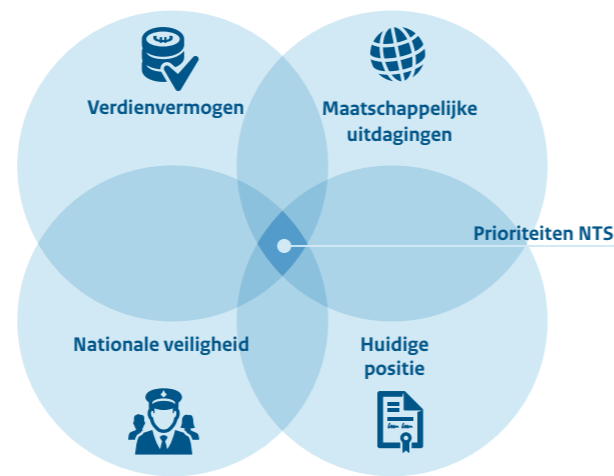 Verdienvermogen
Maatschappelijke
uitdagingen
Prioriteiten NTS
Nationale veiligheid
Huidige
positie